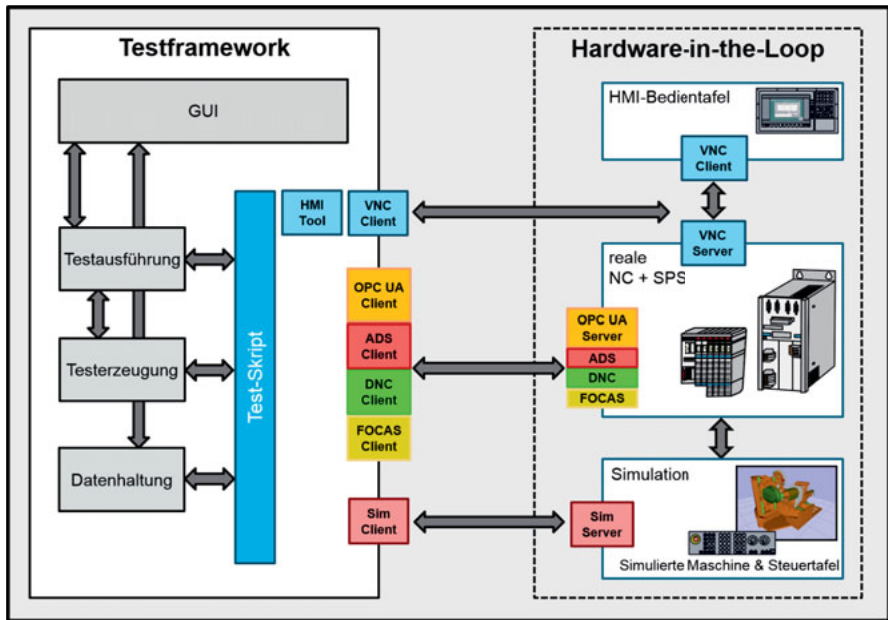 Testframework
GUI
Testausführung
Testerzeugung
Datenhaltung
Test-Skript
HMI
Tool
VNC
Client
OPC UA
Client
ADS
Client
DNC
Client
FOCAS
Client
Sim
Client
Hardware-in-the-Loop
HMI-Bedientafel
VNC
Client
VNC
Server
reale
NC + SPS
OPC UA
Server
ADS
DNC
FOCAS
Simulation
Sim
Server
Simulierte Maschine & Steuertafel